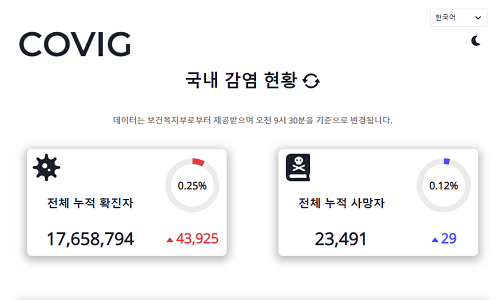 한국어
COVIG
국내 감염 현황
데이터는 보건복지부로부터 제공받으며 오전 9시 30분을 기준으로 변경됩니다.
0.25%
전체 누적 확진자
17,658,794 43,925
0.12%
전체 누적 사망자
23,491 29